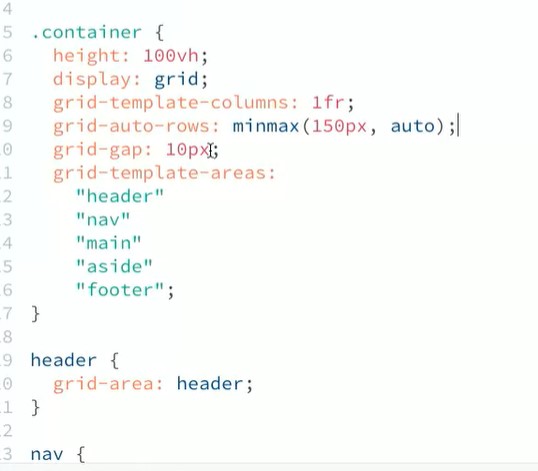 4
5 .container {
6 height: 100vh;
7 display: grid;
8 grid-template-columns: 1fr;
9 grid-auto-rows: minmax(150px, auto);
0 grid-gap: 10px;
1 grid-template-areas:
2 "header"
3 "nav"
4 "main"
5 "aside"
6 "footer";
7 }
8
9 header {
0 grid-area: header;
1 }
2
3 nav {